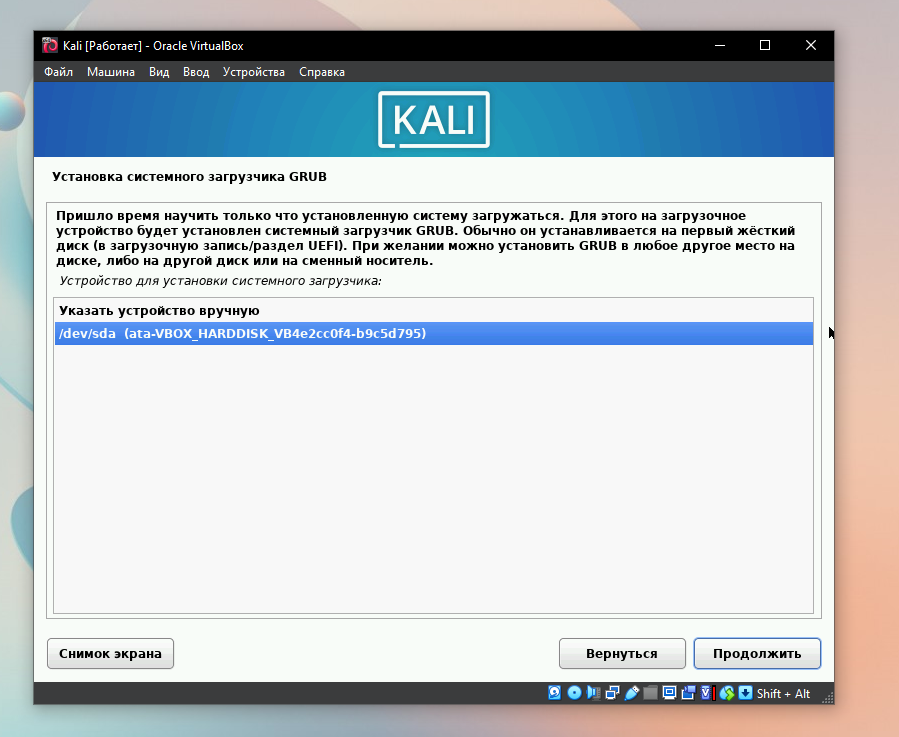 Kali [Работает] - Oracle VirtualBox
Файл Машина Вид Ввод Устройства Справка
KALI
Установка системного загрузчика GRUB
Пришло время научить только что установленную систему загружаться. Для этого на загрузочное
устройство будет установлен системный загрузчик GRUB. Обычно он устанавливается на первый жёсткий
диск (в загрузочную запись/раздел UEFI). При желании можно установить GRUB в любое другое место на
диске, либо на другой диск или на сменный носитель.
Устройство для установки системного загрузчика:
Указать устройство вручную
/dev/sda (ata-VBOX_HARDDISK_VB4e2cc0f4-b9c5d795)
Снимок экрана Вернуться Продолжить
Shift + Alt